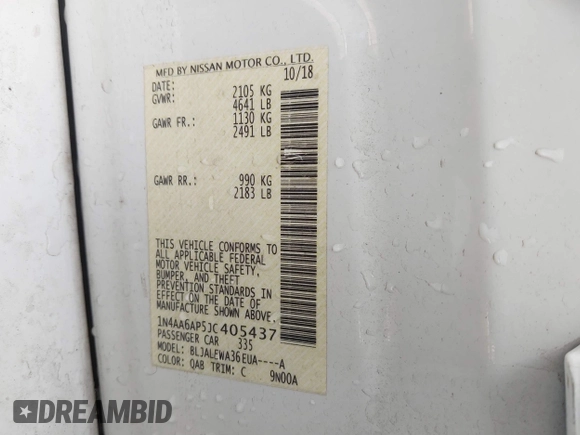 MFD BY NISSAN MOTOR CO., LTD.
DATE: 10/18
GVWR: 2105 KG
4641 LB
GAWR FR.: 1130 KG
2491 LB
GAWR RR.: 990 KG
2183 LB
THIS VEHICLE CONFORMS TO
ALL APPLICABLE FEDERAL
MOTOR VEHICLE SAFETY,
BUMPER, AND THEFT
PREVENTION STANDARDS IN
EFFECT ON THE DATE OF
MANUFACTURE SHOWN ABOVE.
1N4AA6AP5JC405437
PASSENGER CAR 335
MODEL: BLJALEWA36EUA----A
COLOR: QAB TRIM: C 9N00A
DREAMBID